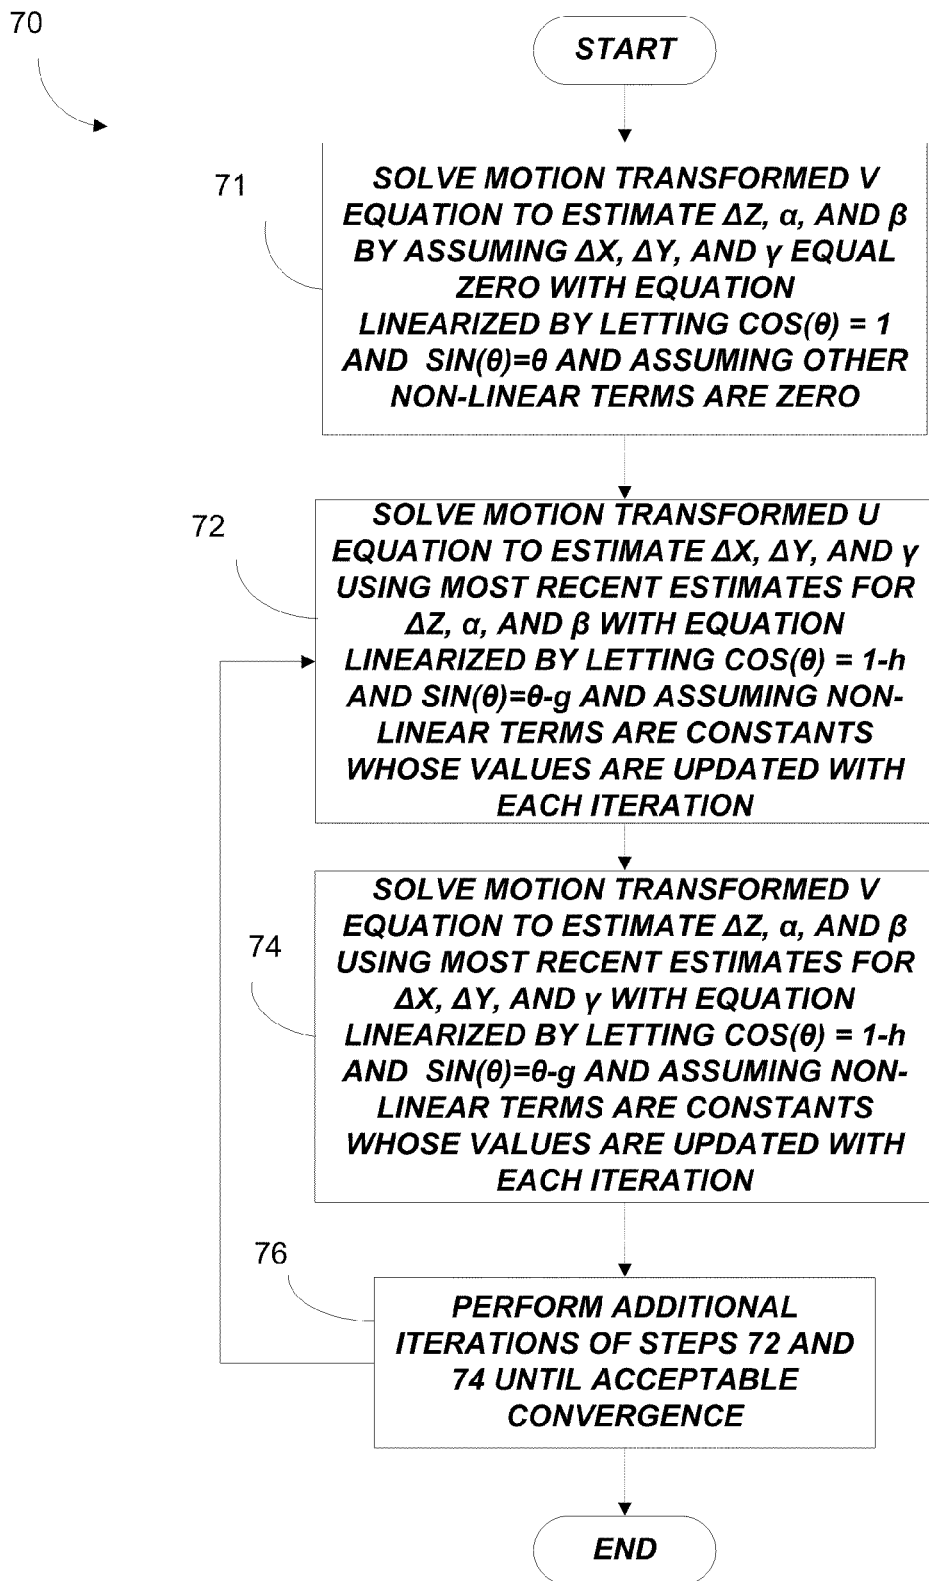 70
START
71
SOLVE MOTION TRANSFORMED V
EQUATION TO ESTIMATE ΔZ, α, AND β
BY ASSUMING ΔX, ΔY, AND γ EQUAL
ZERO WITH EQUATION
LINEARIZED BY LETTING COS(θ) = 1
AND SIN(θ)=θ AND ASSUMING OTHER
NON-LINEAR TERMS ARE ZERO
72
SOLVE MOTION TRANSFORMED U
EQUATION TO ESTIMATE ΔX, ΔY, AND γ
USING MOST RECENT ESTIMATES FOR
ΔZ, α, AND β WITH EQUATION
LINEARIZED BY LETTING COS(θ) = 1-h
AND SIN(θ)=θ-g AND ASSUMING NON-
LINEAR TERMS ARE CONSTANTS
WHOSE VALUES ARE UPDATED WITH
EACH ITERATION
74
SOLVE MOTION TRANSFORMED V
EQUATION TO ESTIMATE ΔZ, α, AND β
USING MOST RECENT ESTIMATES FOR
ΔX, ΔY, AND γ WITH EQUATION
LINEARIZED BY LETTING COS(θ) = 1-h
AND SIN(θ)=θ-g AND ASSUMING NON-
LINEAR TERMS ARE CONSTANTS
WHOSE VALUES ARE UPDATED WITH
EACH ITERATION
76
PERFORM ADDITIONAL
ITERATIONS OF STEPS 72 AND
74 UNTIL ACCEPTABLE
CONVERGENCE
END